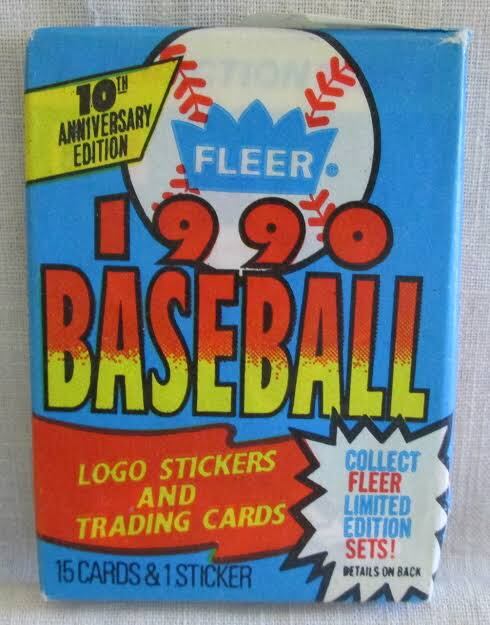 10TH
ANNIVERSARY
EDITION
FLEER®
1990
BASEBALL
LOGO STICKERS
AND
TRADING CARDS
COLLECT
FLEER
LIMITED
EDITION
SETS!
DETAILS ON BACK
15 CARDS & 1 STICKER